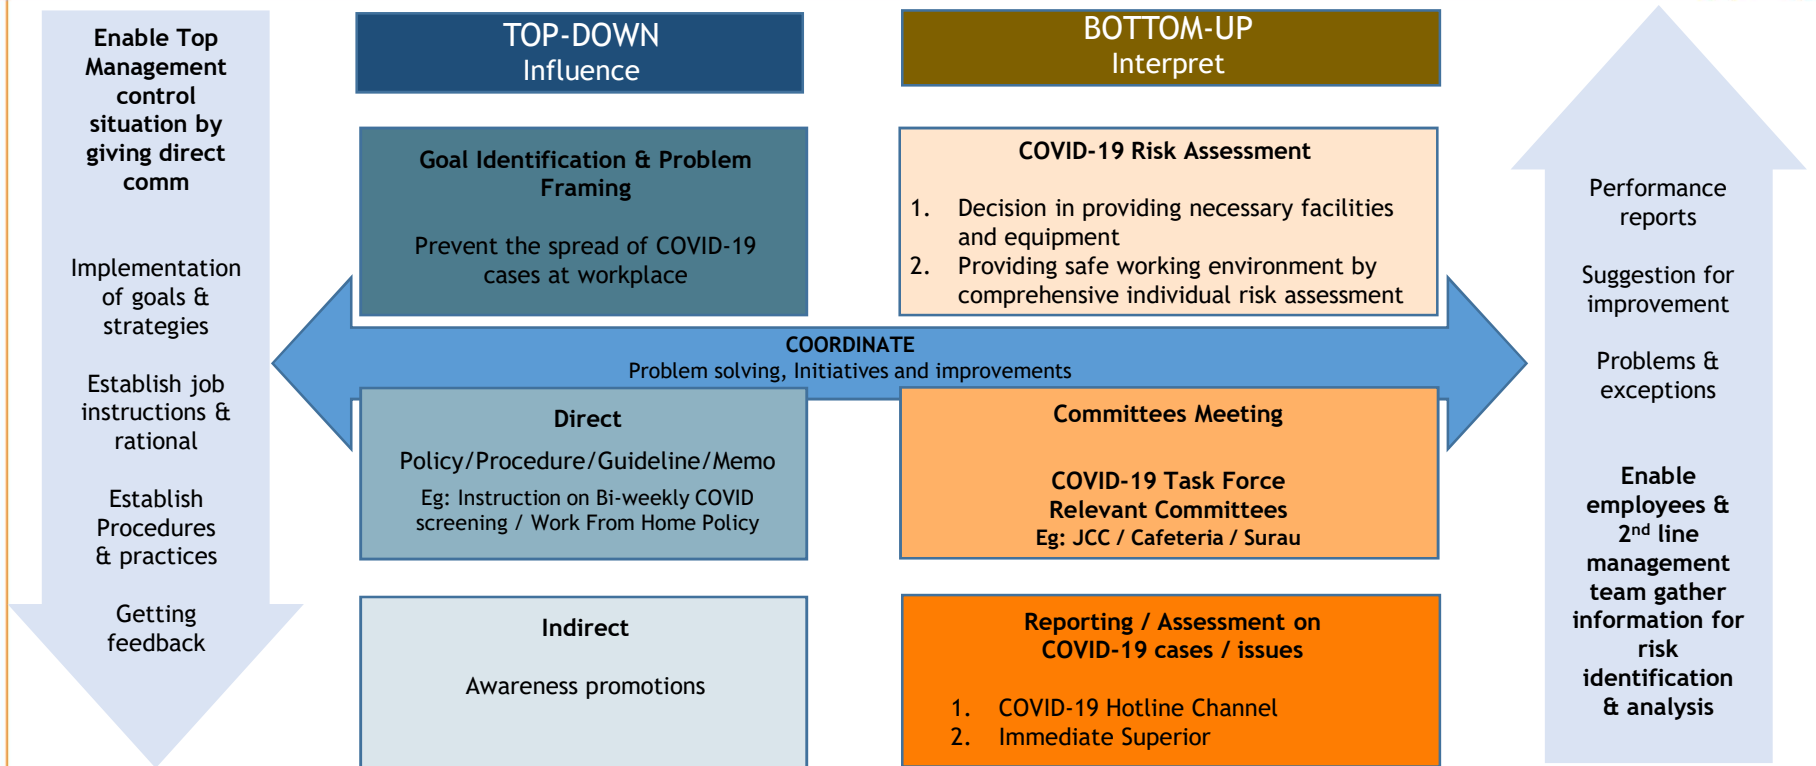 Enable Top
Management
control
situation by
giving direct
comm
Implementation
of goals &
strategies
Establish job
instructions &
rational
Establish
Procedures
& practices
Getting
feedback
TOP-DOWN
Influence
Goal Identification & Problem
Framing
Prevent the spread of COVID-19
cases at workplace
BOTTOM-UP
Interpret
COVID-19 Risk Assessment
1. Decision in providing necessary facilities
and equipment
2. Providing safe working environment by
comprehensive individual risk assessment
COORDINATE
Problem solving, Initiatives and improvements
Direct
Policy/Procedure/Guideline/Memo
Eg: Instruction on Bi-weekly COVID
screening / Work From Home Policy
Committees Meeting
COVID-19 Task Force
Relevant Committees
Eg: JCC / Cafeteria / Surau
Indirect
Awareness promotions
Reporting / Assessment on
COVID-19 cases / issues
1. COVID-19 Hotline Channel
2. Immediate Superior
Performance
reports
Suggestion for
improvement
Problems &
exceptions
Enable
employees &
2nd line
management
team gather
information for
risk
identification
& analysis